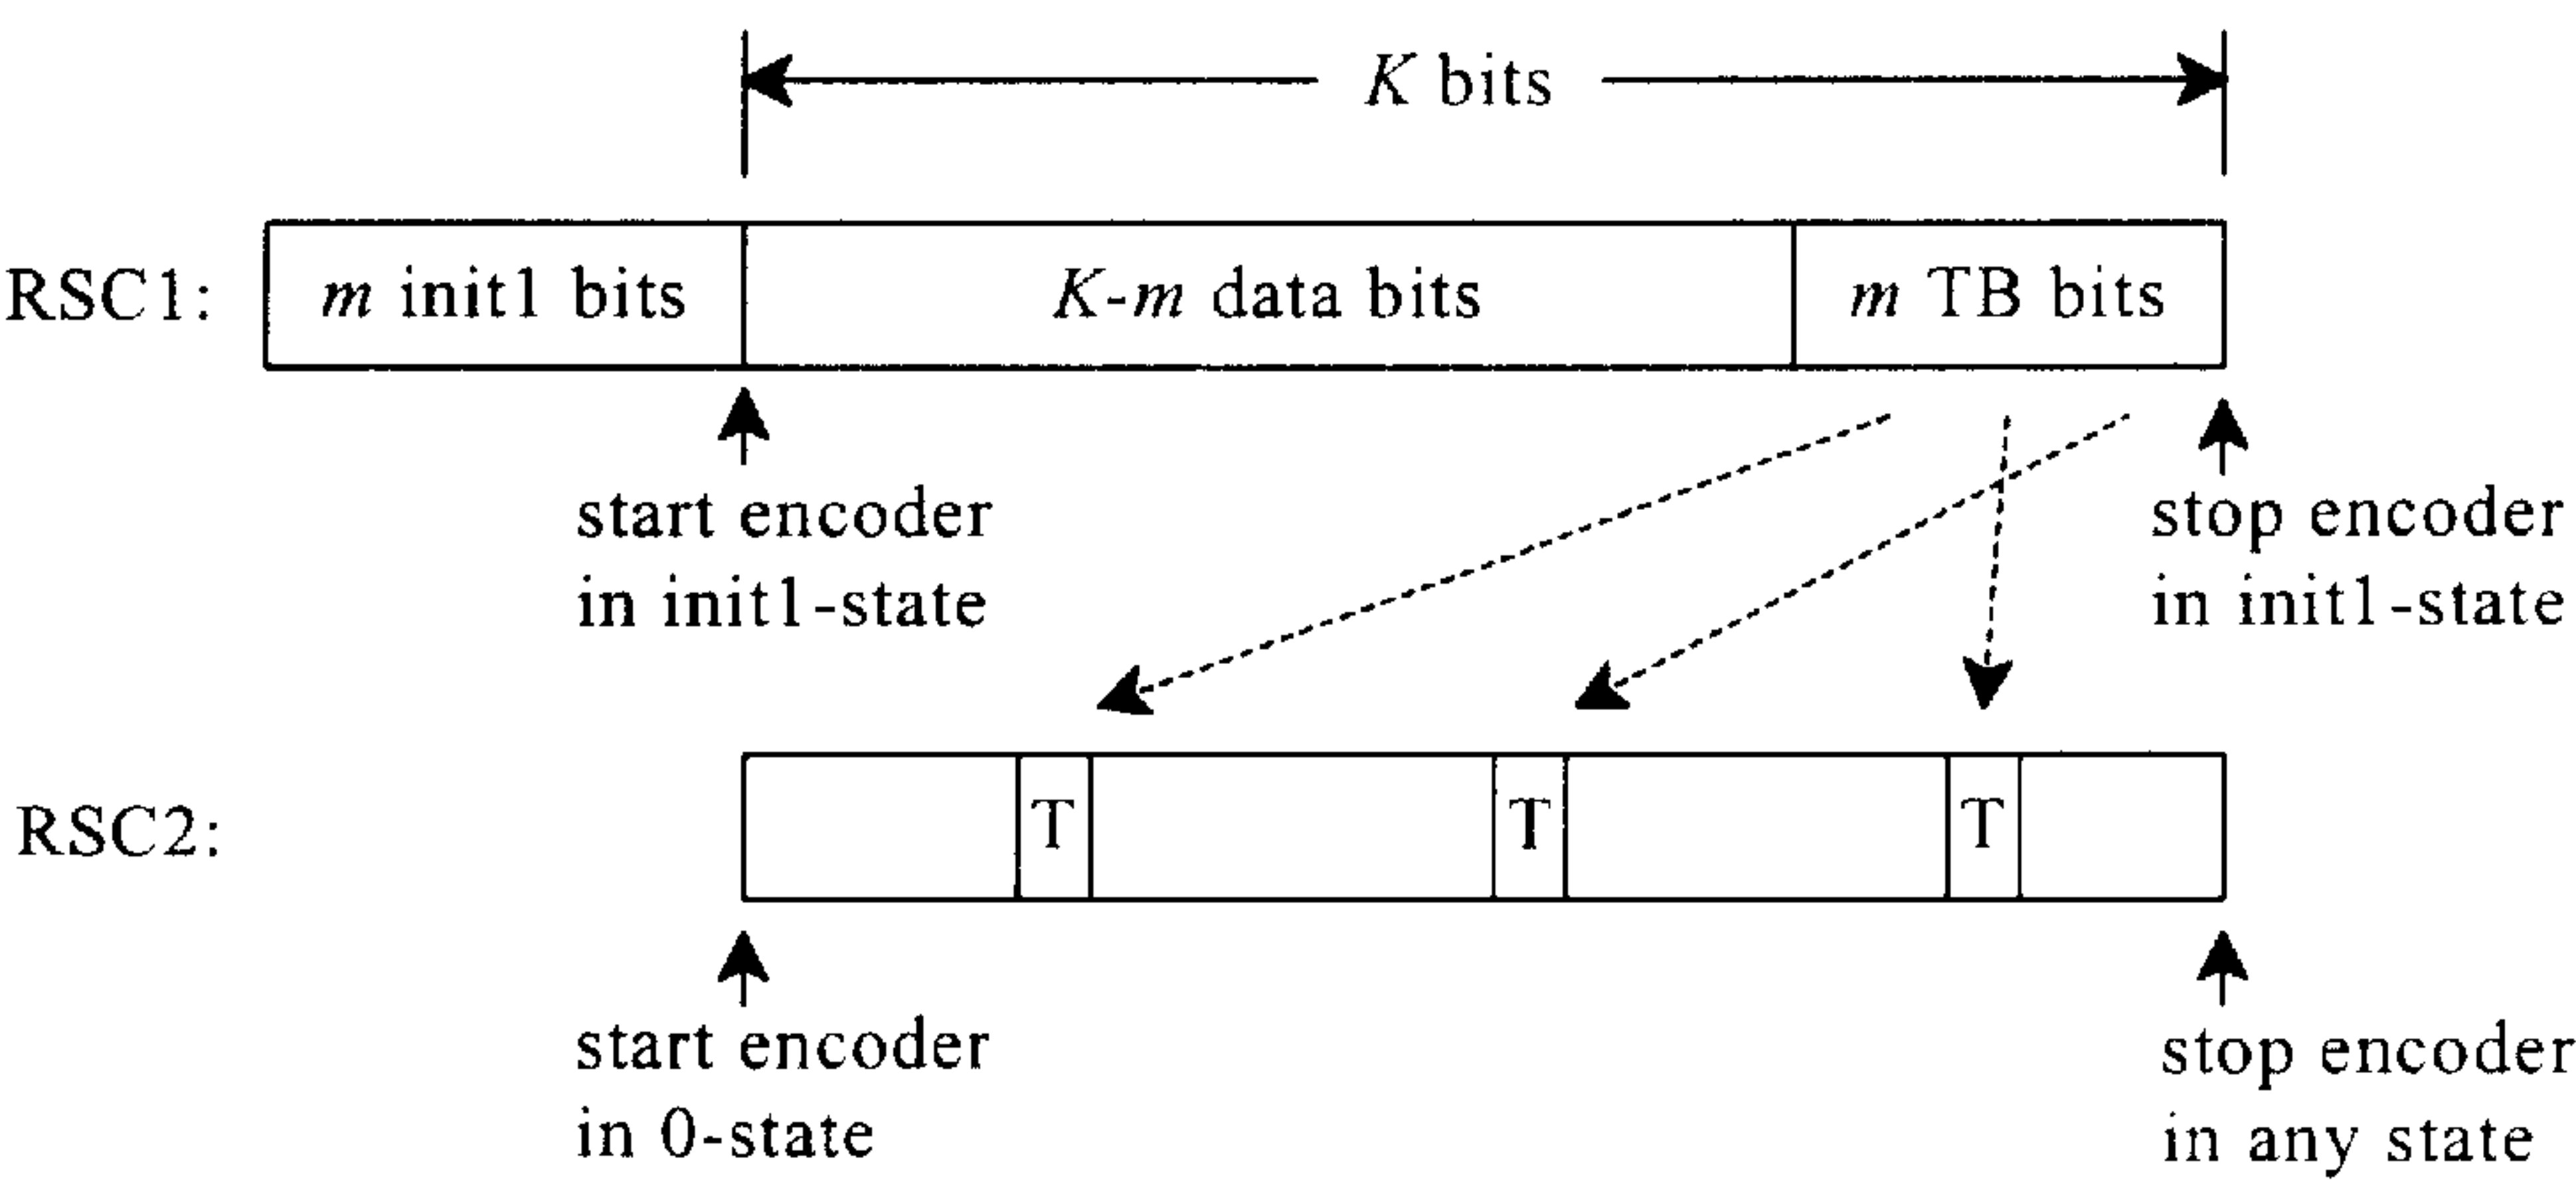 K bits
RSC1:
m init1 bits
K-m data bits
m TB bits
start encoder
in init1-state
stop encoder
in init1-state
RSC2:
T
T
T
start encoder
in 0-state
stop encoder
in any state